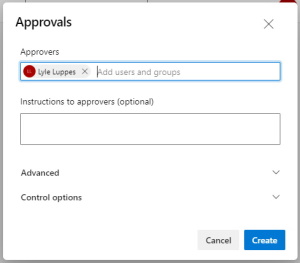 Approvals
Approvers
Lyle Luppes Add users and groups
Instructions to approvers (optional)
Advanced
Control options
Cancel Create